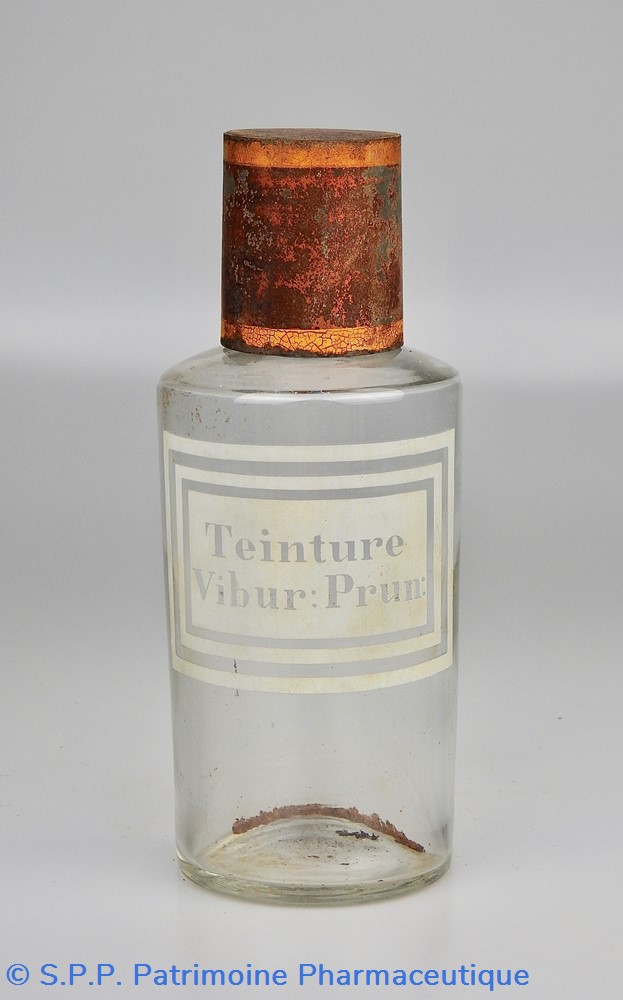 Teinture
Vibur: Prun:
© S.P.P. Patrimoine Pharmaceutique